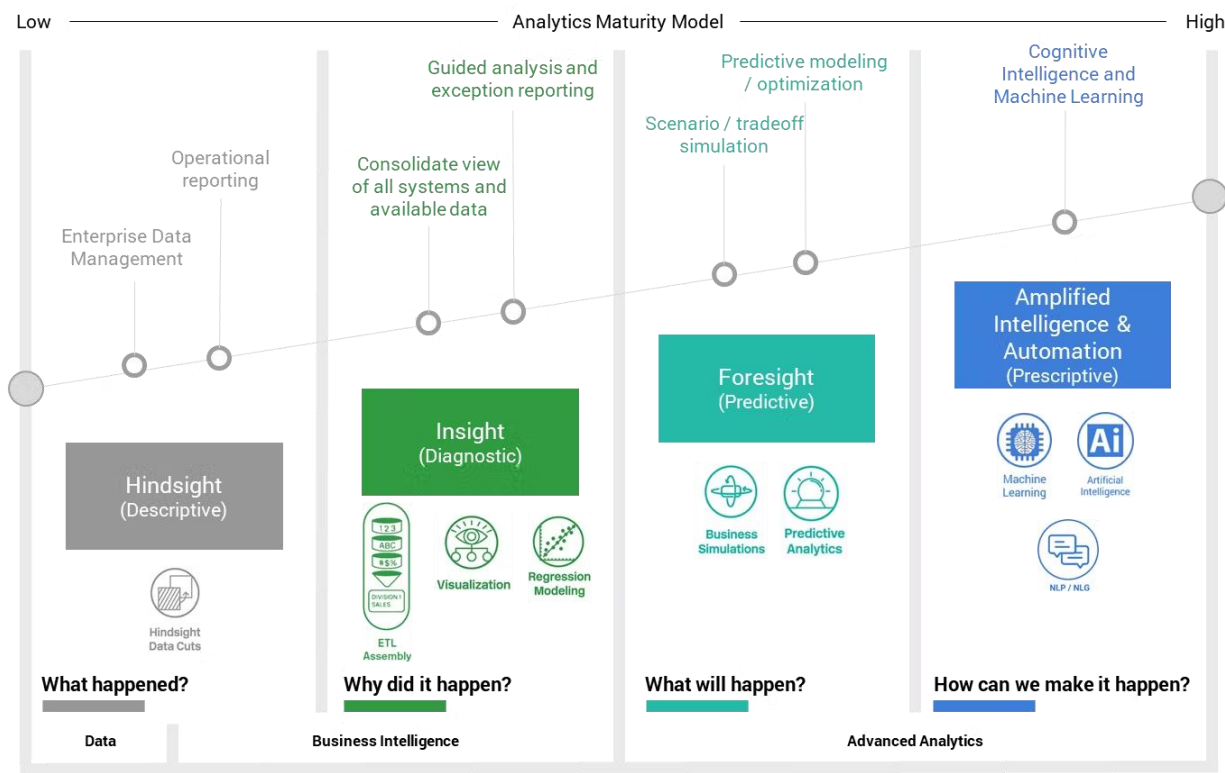 Low
Analytics Maturity Model
High
Enterprise Data
Management
Operational
reporting
Consolidate view
of all systems and
available data
Guided analysis and
exception reporting
Scenario / tradeoff
simulation
Predictive modeling
/ optimization
Cognitive
Intelligence and
Machine Learning
Hindsight
(Descriptive)
Hindsight
Data Cuts
What happened?
Insight
(Diagnostic)
123
ABC
#$%
DIVISION 1
SALES
ETL
Assembly
Visualization
Regression
Modeling
Why did it happen?
Foresight
(Predictive)
Business
Simulations
Predictive
Analytics
What will happen?
Amplified
Intelligence &
Automation
(Prescriptive)
Machine
Learning
Ai
Artificial
Intelligence
NLP / NLG
How can we make it happen?
Data
Business Intelligence
Advanced Analytics